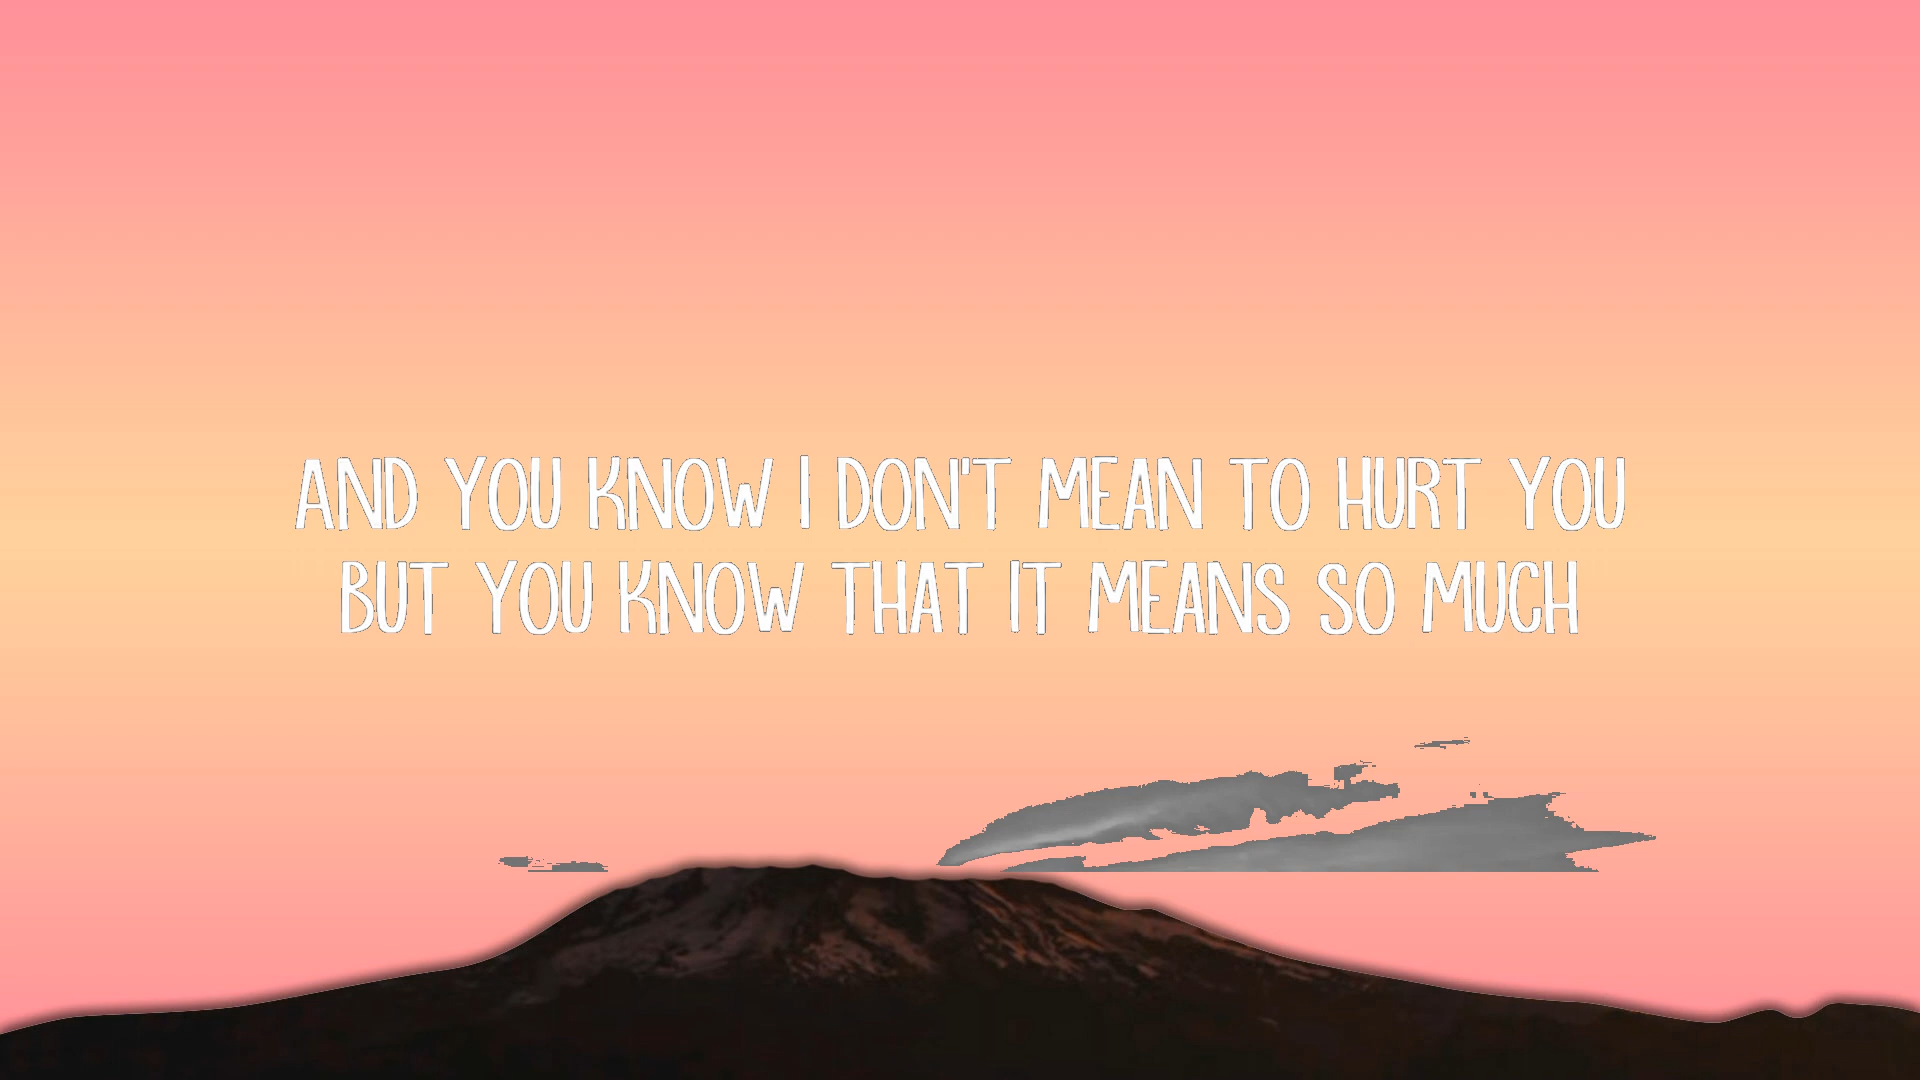 AND YOU KNOW I DON'T MEAN TO HURT YOU
BUT YOU KNOW THAT IT MEANS SO MUCH